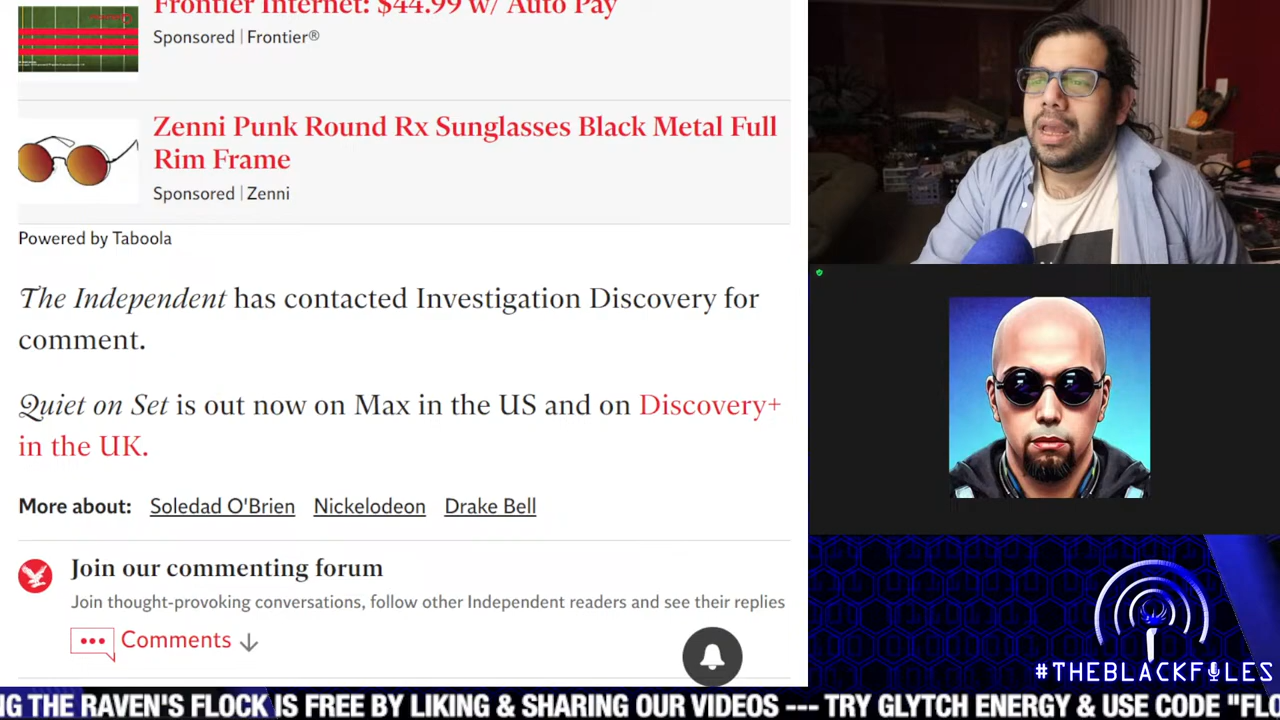 Frontier Internet: $44.99 w/ Auto Pay
Sponsored | Frontier®
Zenni Punk Round Rx Sunglasses Black Metal Full
Rim Frame
Sponsored | Zenni
Powered by Taboola
The Independent has contacted Investigation Discovery for
comment.
Quiet on Set is out now on Max in the US and on Discovery+
in the UK.
More about: Soledad O'Brien Nickelodeon Drake Bell
Join our commenting forum
Join thought-provoking conversations, follow other Independent readers and see their replies
Comments
#THEBLACKFILES
NG THE RAVEN'S FLOCK IS FREE BY LIKING & SHARING OUR VIDEOS --- TRY GLYTCH ENERGY & USE CODE "FLO